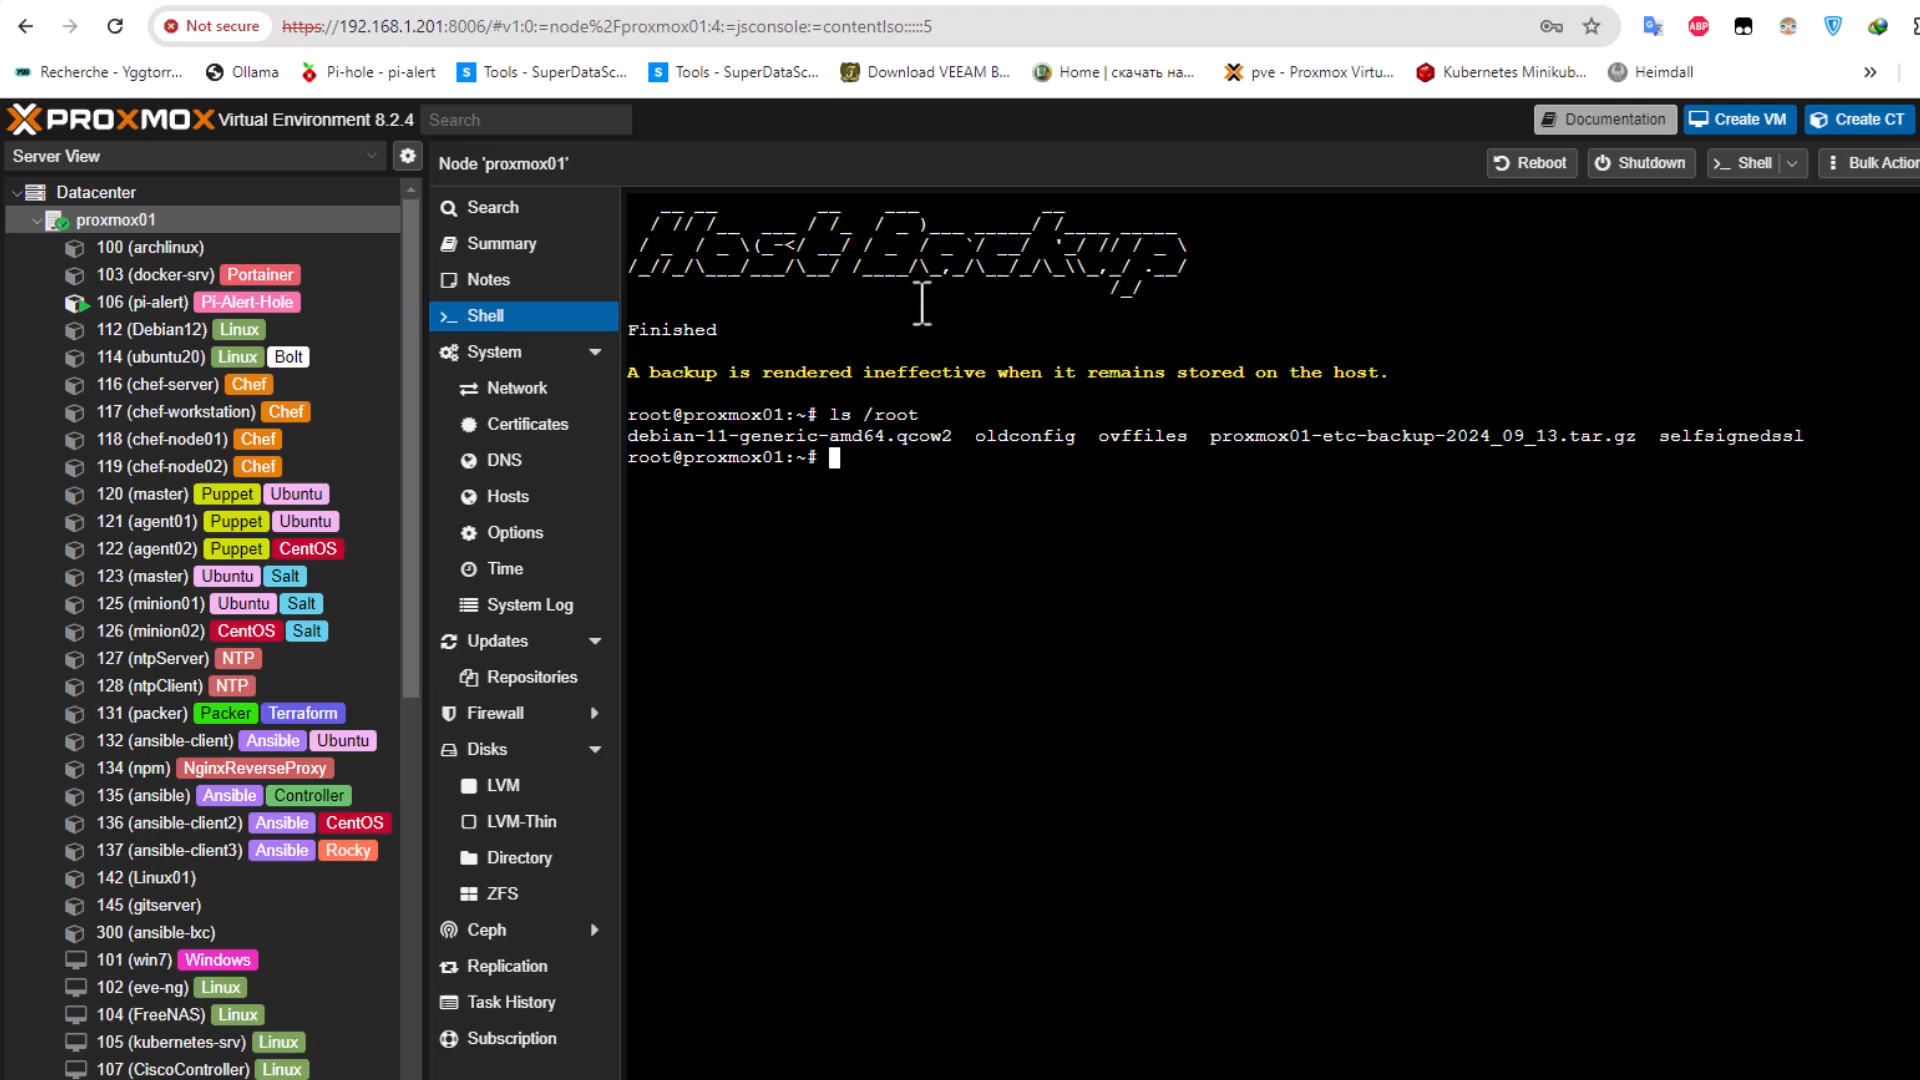 Not secure https://192.168.1.201:8006/#v1:0:=node%2Fproxmox01:4:=jsconsole=contentIso:::::5
ABP
Recherche - Yggtorr...
Ollama
Pi-hole - pi-alert
S Tools - SuperDataSc...
S Tools - SuperDataSc...
Download VEEAM B...
Home | скачать на...
pve - Proxmox Virtu...
Kubernetes Minikub...
Heimdall
PROXMOX Virtual Environment 8.2.4
Search
Documentation
Create VM
Create CT
Server View
Node 'proxmox01'
Reboot
Shutdown
Shell
Bulk Action
Datacenter
proxmox01
100 (archlinux)
103 (docker-srv) Portainer
106 (pi-alert) Pi-Alert-Hole
112 (Debian12) Linux
114 (ubuntu20) Linux Bolt
116 (chef-server) Chef
117 (chef-workstation) Chef
118 (chef-node01) Chef
119 (chef-node02) Chef
120 (master) Puppet Ubuntu
121 (agent01) Puppet Ubuntu
122 (agent02) Puppet CentOS
123 (master) Ubuntu Salt
125 (minion01) Ubuntu Salt
126 (minion02) CentOS Salt
127 (ntpServer) NTP
128 (ntpClient) NTP
131 (packer) Packer Terraform
132 (ansible-client) Ansible Ubuntu
134 (npm) NginxReverseProxy
135 (ansible) Ansible Controller
136 (ansible-client2) Ansible CentOS
137 (ansible-client3) Ansible Rocky
142 (Linux01)
145 (gitserver)
300 (ansible-lxc)
101 (win7) Windows
102 (eve-ng) Linux
104 (FreeNAS) Linux
105 (kubernetes-srv) Linux
107 (CiscoController) Linux
Search
Summary
Notes
>_ Shell
System
Network
Certificates
DNS
Hosts
Options
Time
System Log
Updates
Repositories
Firewall
Disks
LVM
LVM-Thin
Directory
ZFS
Ceph
Replication
Task History
Subscription
Host Backup
Finished
A backup is rendered ineffective when it remains stored on the host.
root@proxmox01:~# ls /root
debian-11-generic-amd64.qcow2 oldconfig ovffiles proxmox01-etc-backup-2024_09_13.tar.gz selfsignedssl
root@proxmox01:~#